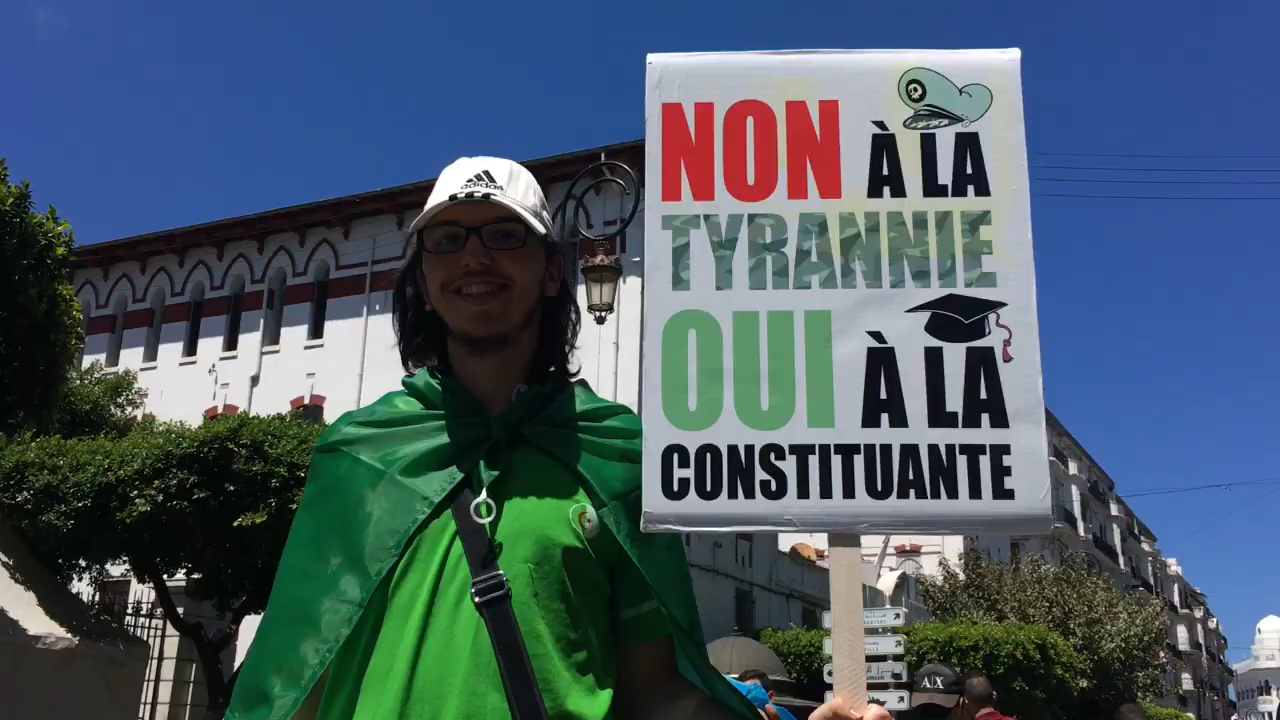 adidas
NON À LA
TYRANNIE
OUI À LA
CONSTITUANTE
A|X